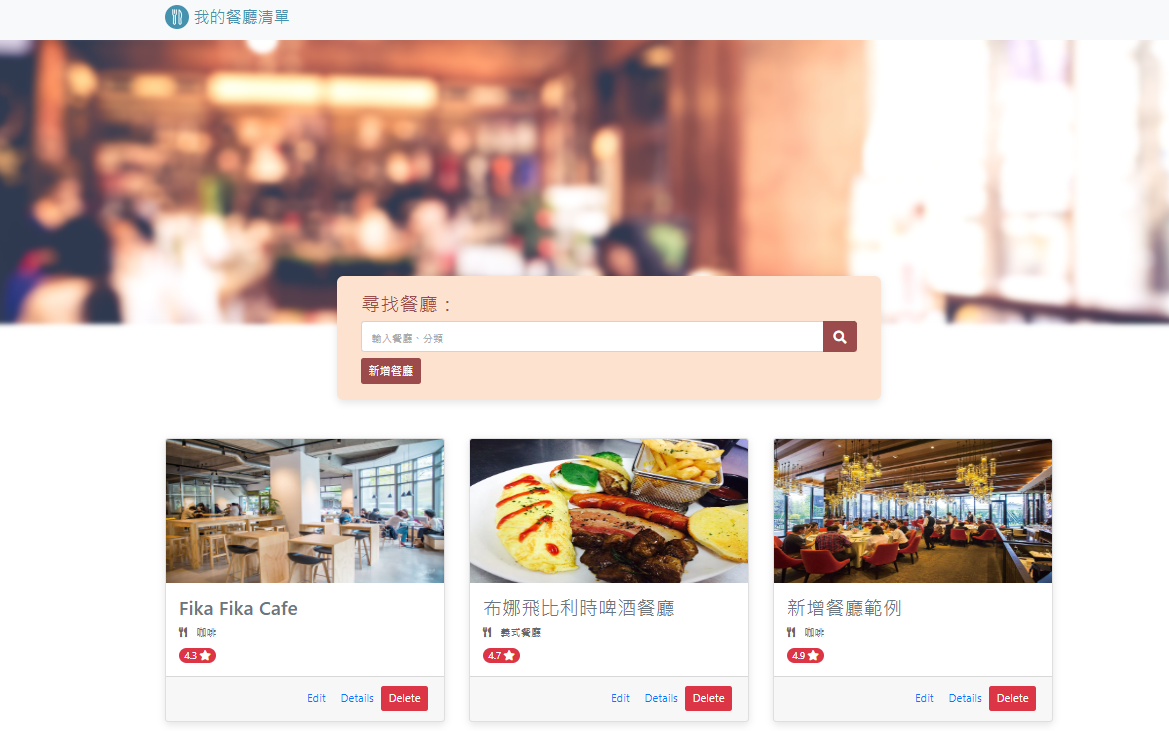 我的餐廳清單
尋找餐廳：
輸入餐廳、分類
新增餐廳
Fika Fika Cafe
咖啡
4.3
Edit Details Delete
布娜飛比利時啤酒餐廳
義式餐廳
4.7
Edit Details Delete
新增餐廳範例
咖啡
4.9
Edit Details Delete